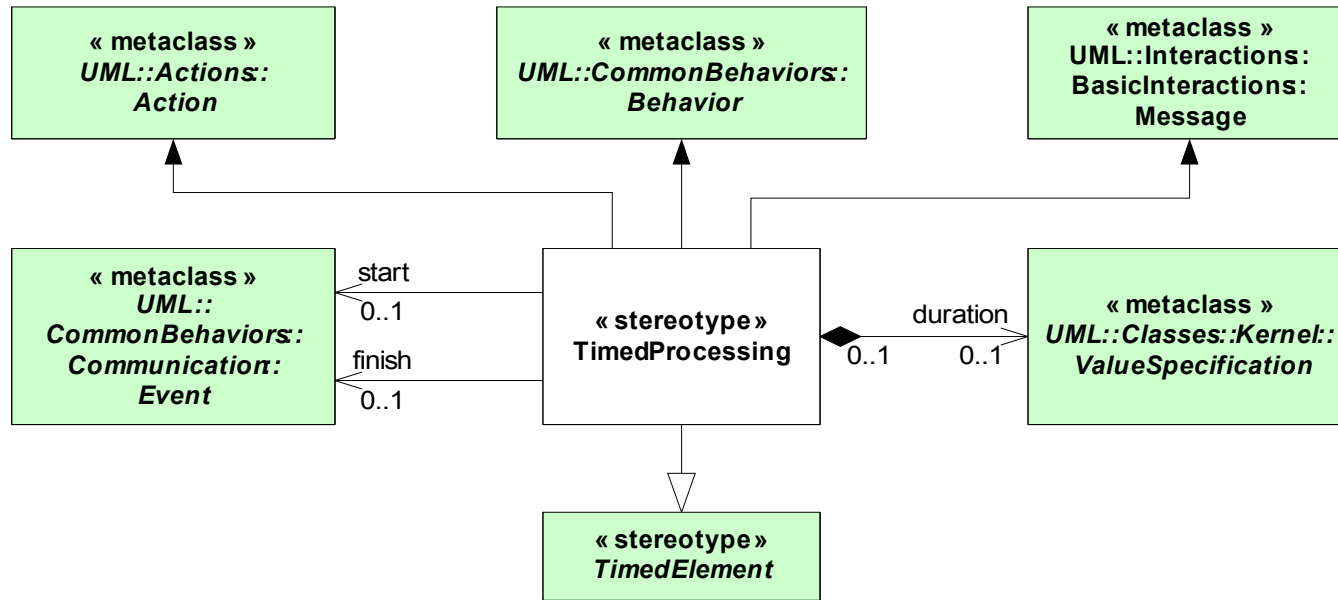 « metaclass »
UML::Actions::
Action
« metaclass »
UML::CommonBehaviors::
Behavior
« metaclass »
UML::Interactions::
BasicInteractions::
Message
« metaclass »
UML::
CommonBehaviors::
Communication::
Event
start
0..1
finish
0..1
« stereotype »
TimedProcessing
duration
0..1
0..1
« metaclass »
UML::Classes::Kernel::
ValueSpecification
« stereotype »
TimedElement